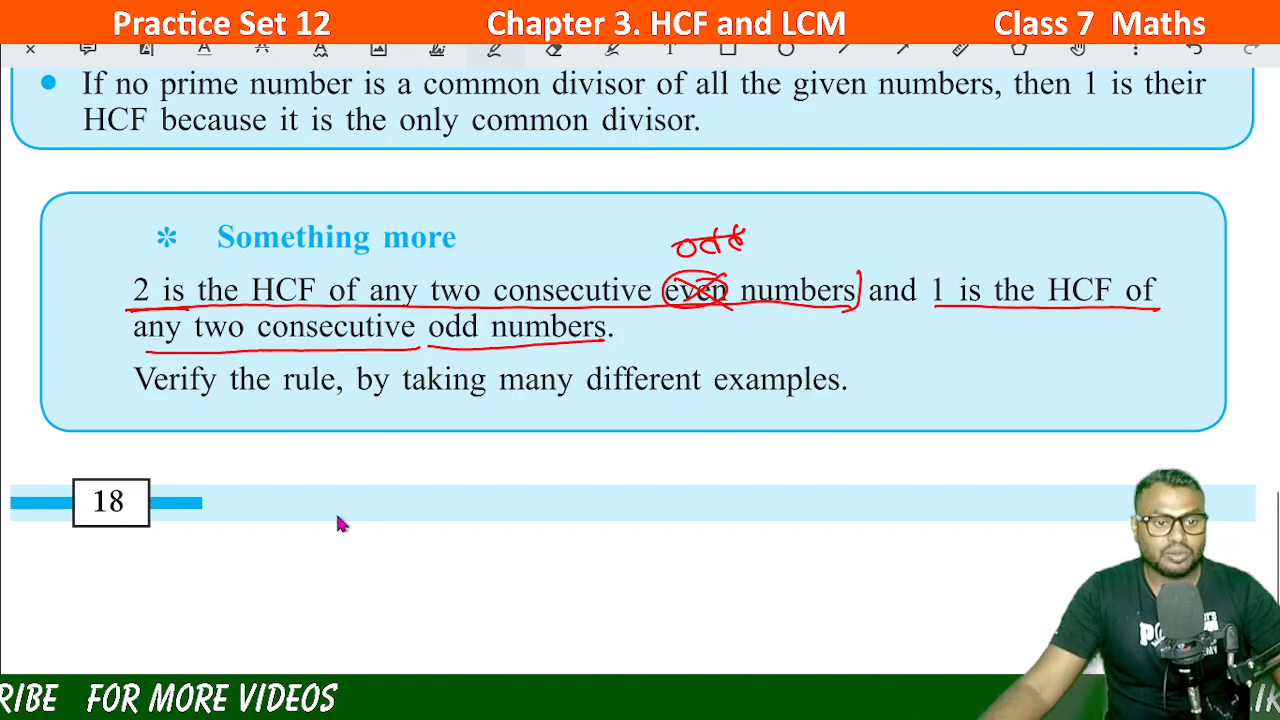 Practice Set 12 Chapter 3. HCF and LCM Class 7 Maths
If no prime number is a common divisor of all the given numbers, then 1 is their
HCF because it is the only common divisor.
* Something more
odd
2 is the HCF of any two consecutive even numbers and 1 is the HCF of
any two consecutive odd numbers.
Verify the rule, by taking many different examples.
18
RIBE FOR MORE VIDEOS